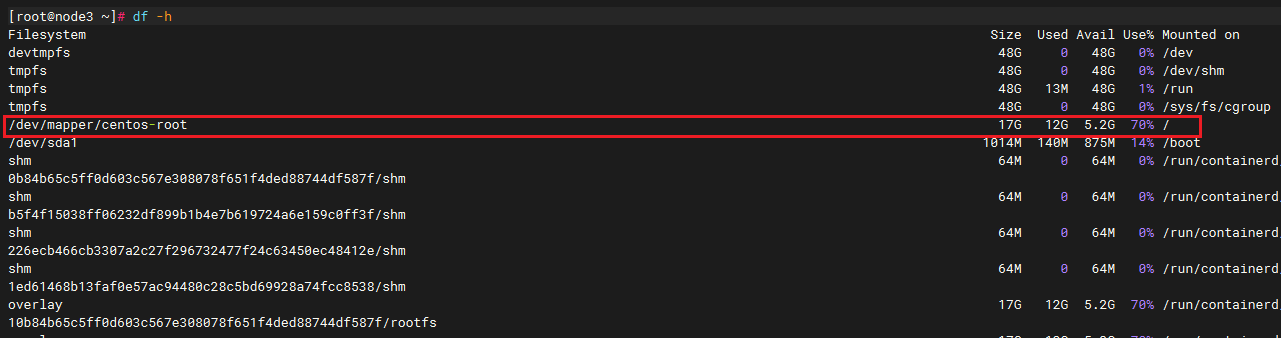 [root@node3 ~]# df -h
Filesystem Size Used Avail Use% Mounted on
devtmpfs 48G 0 48G 0% /dev
tmpfs 48G 0 48G 0% /dev/shm
tmpfs 48G 13M 48G 1% /run
tmpfs 48G 0 48G 0% /sys/fs/cgroup
/dev/mapper/centos-root 17G 12G 5.2G 70% /
/dev/sda1 1014M 140M 875M 14% /boot
shm 64M 0 64M 0% /run/containerd
0b84b65c5ff0d603c567e308078f651f4ded88744df587f/shm
shm 64M 0 64M 0% /run/containerd
b5f4f15038ff06232df899b1b4e7b619724a6e159c0ff3f/shm
shm 64M 0 64M 0% /run/containerd
226ecb466cb3307a2c27f296732477f24c63450ec48412e/shm
shm 64M 0 64M 0% /run/containerd
1ed61468b13faf0e57ac94480c28c5bd69928a74fcc8538/shm
overlay 17G 12G 5.2G 70% /run/containerd
10b84b65c5ff0d603c567e308078f651f4ded88744df587f/rootfs